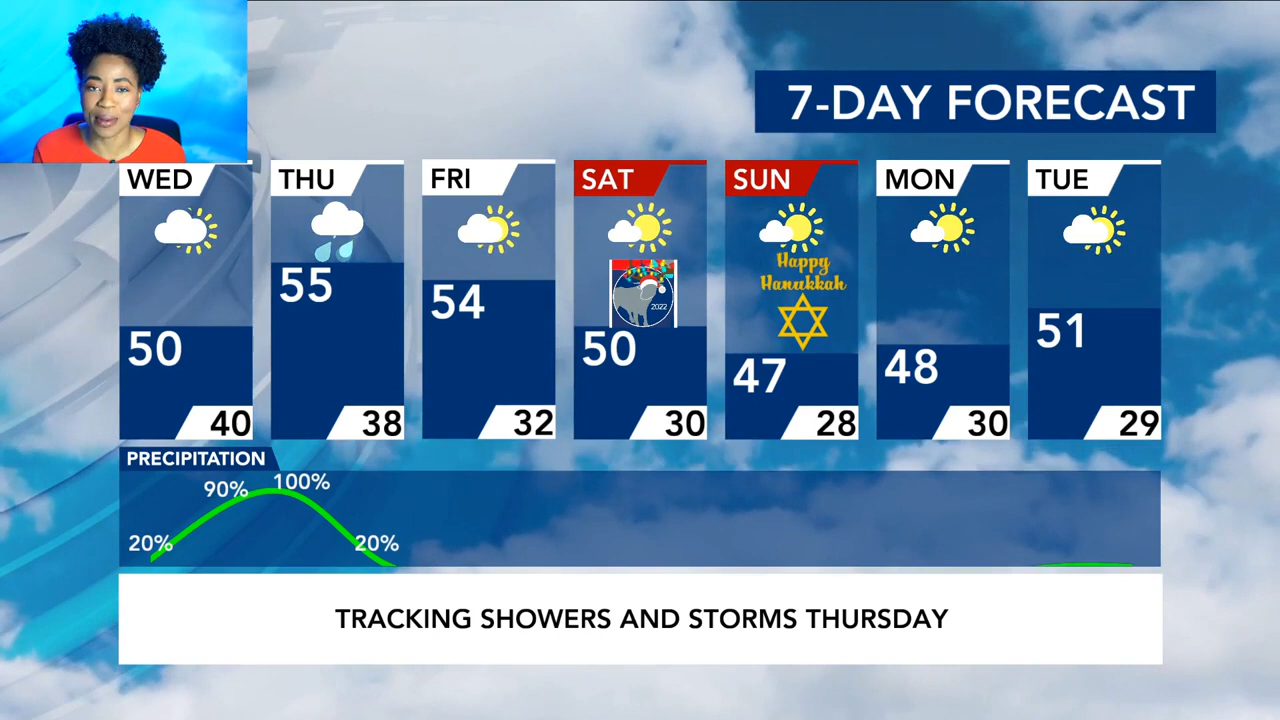 7-DAY FORECAST
WED
THU
FRI
SAT
SUN
MON
TUE
Happy
Hanukkah
2022
50
55
54
50
47
48
51
40
38
32
30
28
30
29
PRECIPITATION
20%
90%
100%
20%
TRACKING SHOWERS AND STORMS THURSDAY